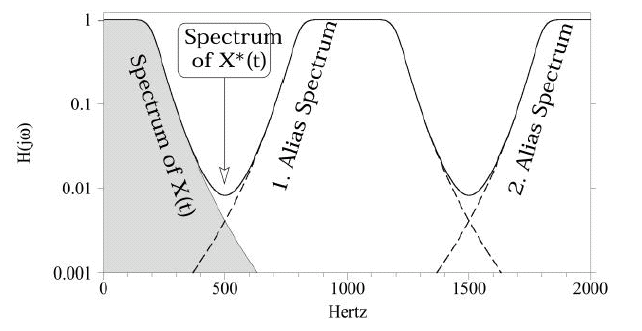 1
Spectrum
of X*(t)
Spectrum of X(t)
1. Alias Spectrum
2. Alias Spectrum
0.1
H(jω)
0.01
0.001
0
500
1000
1500
2000
Hertz